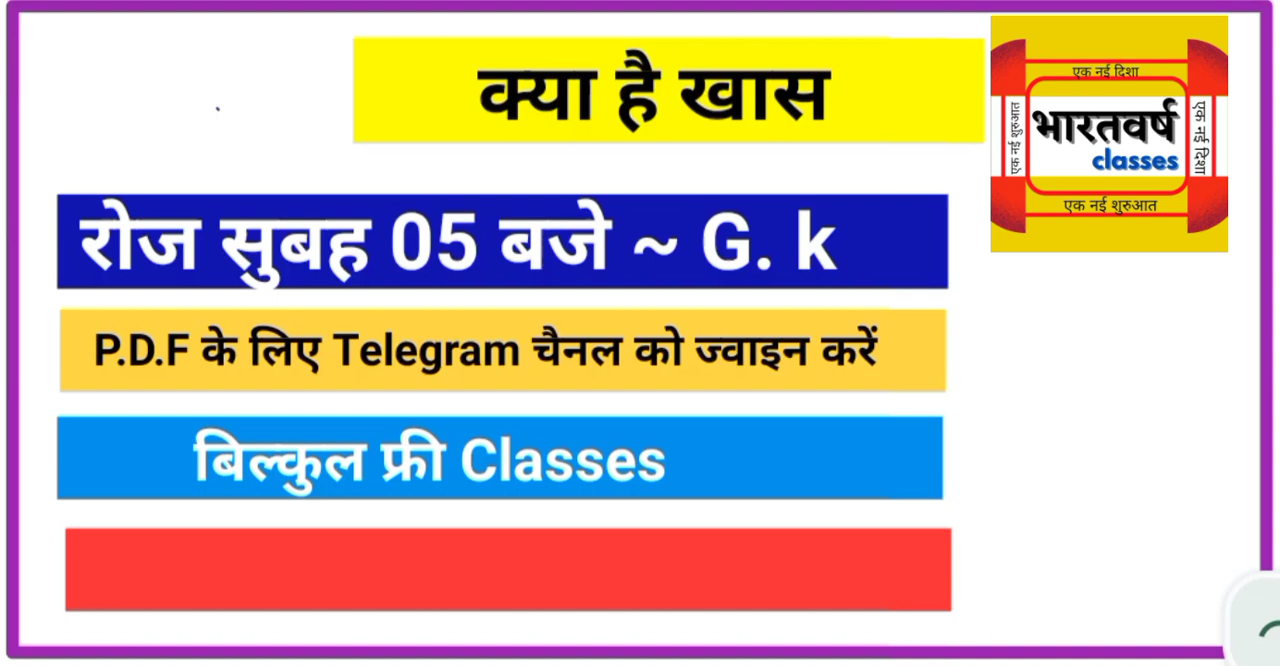 क्या है खास
एक नई दिशा
एक नई शुरुआत
भारतवर्ष
classes
एक नई दिशा
एक नई शुरुआत
रोज सुबह 05 बजे ~ G. k
P.D.F के लिए Telegram चैनल को ज्वाइन करें
बिल्कुल फ्री Classes